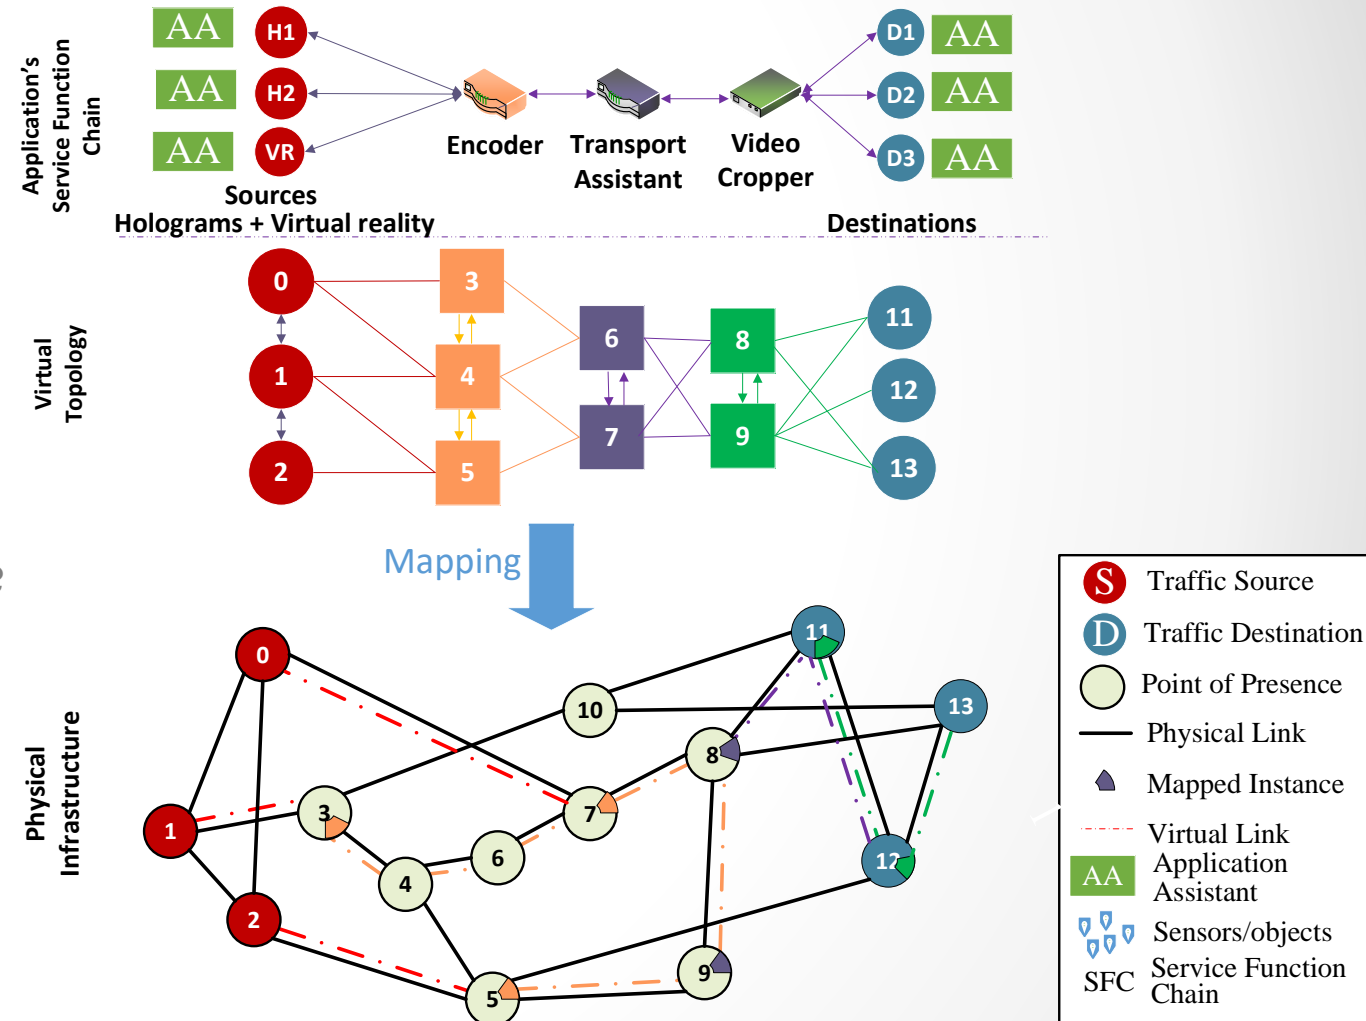 Application's
Service Function
Chain
AA H1
AA H2
AA VR
Encoder
Transport
Assistant
Video
Cropper
D1 AA
D2 AA
D3 AA
Sources
Holograms + Virtual reality
Destinations
Virtual
Topology
0 3
1 4
2 5
6 8
7 9
11
12
13
Mapping
Physical
Infrastructure
0
1
2
3
4
5
6
7
8
9
10
11
12
13
S Traffic Source
D Traffic Destination
Point of Presence
Physical Link
Mapped Instance
Virtual Link
AA Application
Assistant
Sensors/objects
SFC Service Function
Chain